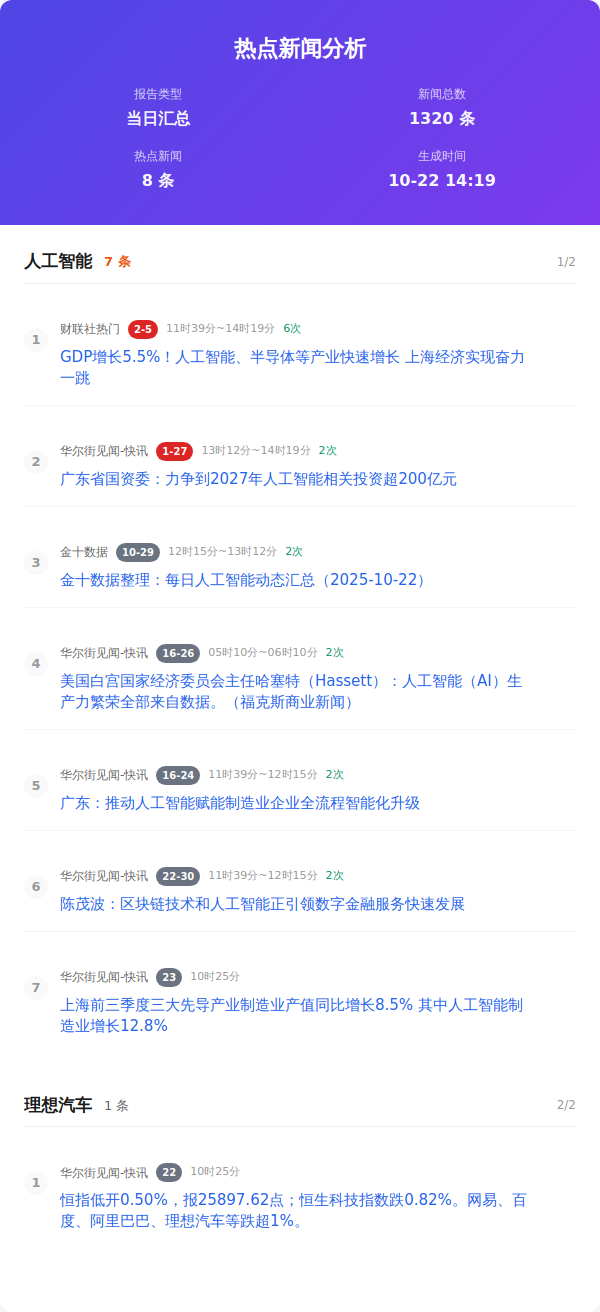 热点新闻分析
报告类型
新闻总数
当日汇总
1320 条
热点新闻
生成时间
8 条
10-22 14:19
人工智能 7 条 1/2
1
财联社热门 2-5 11时39分~14时19分 6次
GDP增长5.5%！人工智能、半导体等产业快速增长 上海经济实现奋力
一跳
2
华尔街见闻-快讯 1-27 13时12分~14时19分 2次
广东省国资委：力争到2027年人工智能相关投资超200亿元
3
金十数据 10-29 12时15分~13时12分 2次
金十数据整理：每日人工智能动态汇总（2025-10-22）
4
华尔街见闻-快讯 16-26 05时10分~06时10分 2次
美国白宫国家经济委员会主任哈塞特（Hassett）：人工智能（AI）生
产力繁荣全部来自数据。（福克斯商业新闻）
5
华尔街见闻-快讯 16-24 11时39分~12时15分 2次
广东：推动人工智能赋能制造业企业全流程智能化升级
6
华尔街见闻-快讯 22-30 11时39分~12时15分 2次
陈茂波：区块链技术和人工智能正引领数字金融服务快速发展
7
华尔街见闻-快讯 23 10时25分
上海前三季度三大先导产业制造业产值同比增长8.5% 其中人工智能制
造业增长12.8%
理想汽车 1 条 2/2
1
华尔街见闻-快讯 22 10时25分
恒指低开0.50%，报25897.62点；恒生科技指数跌0.82%。网易、百
度、阿里巴巴、理想汽车等跌超1%。